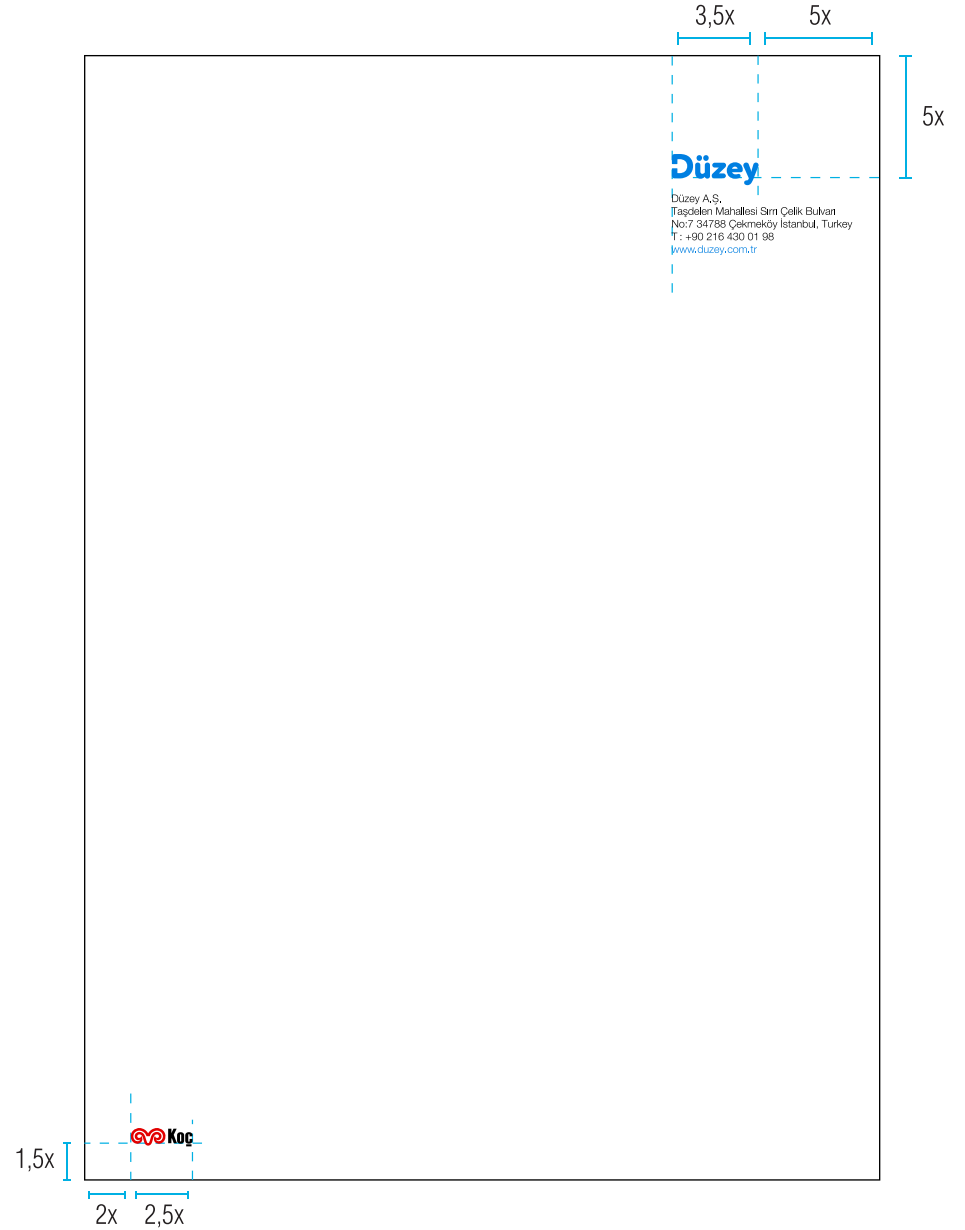 3,5x 5x
5x
Düzey
Düzey A.Ş.
Taşdelen Mahallesi Sırrı Çelik Bulvarı
No:7 34788 Çekmeköy İstanbul, Turkey
T : +90 216 430 01 98
www.duzey.com.tr
Koç
1,5x
2x 2,5x